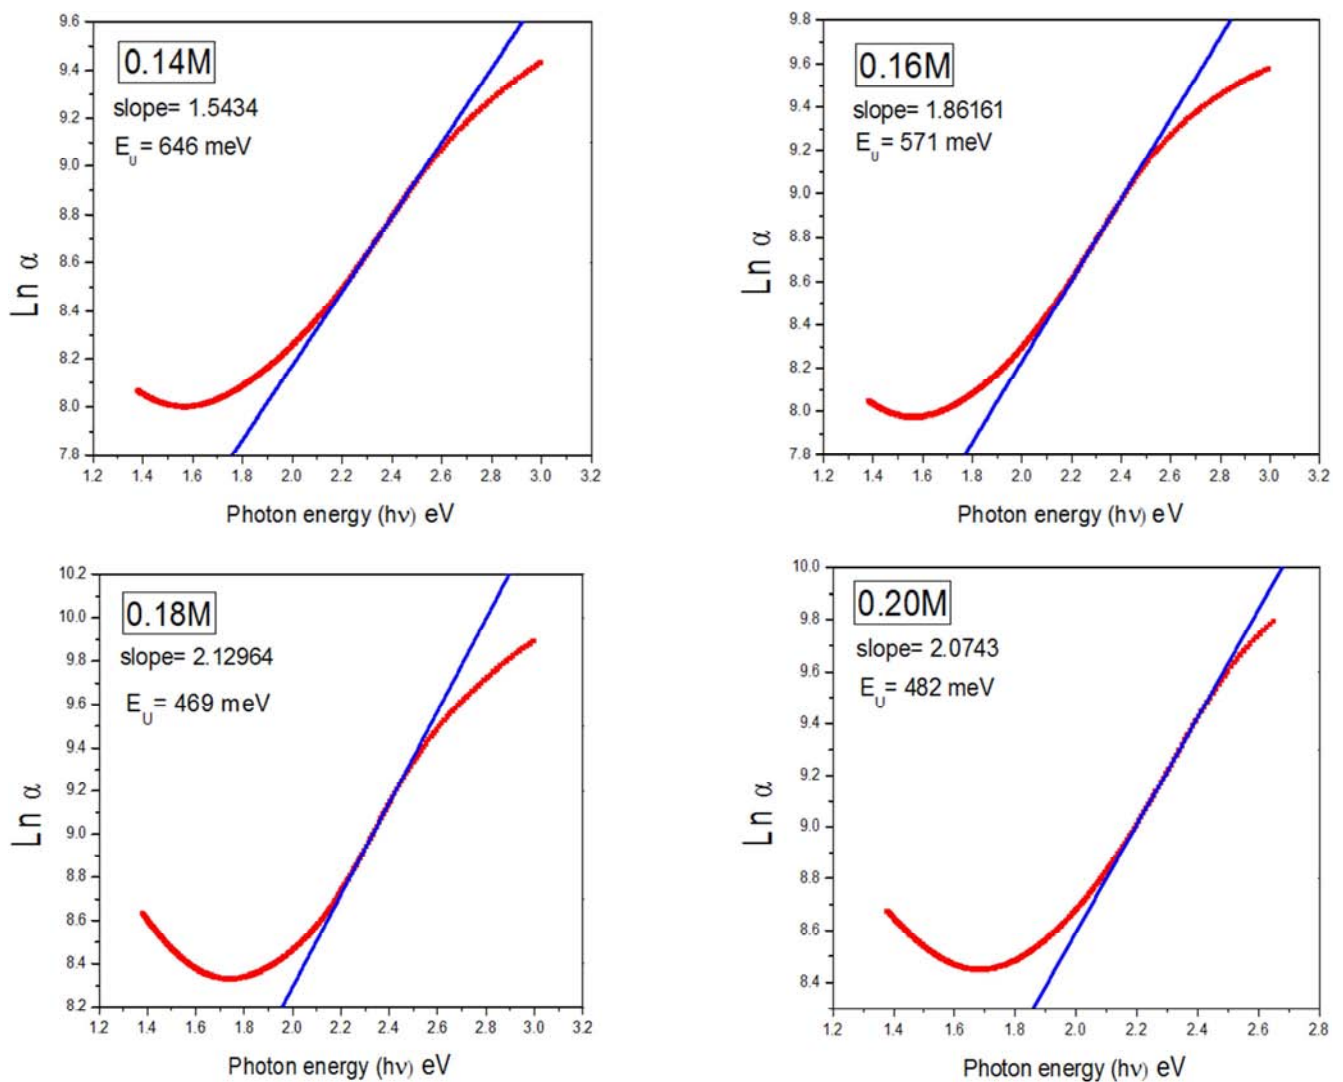 0.14M
slope= 1.5434
E_U = 646 meV
9.6
9.4
9.2
9.0
8.8
8.6
8.4
8.2
8.0
7.8
Ln α
1.2 1.4 1.6 1.8 2.0 2.2 2.4 2.6 2.8 3.0 3.2
Photon energy (hν) eV
0.16M
slope= 1.86161
E_U = 571 meV
9.8
9.6
9.4
9.2
9.0
8.8
8.6
8.4
8.2
8.0
7.8
Ln α
1.2 1.4 1.6 1.8 2.0 2.2 2.4 2.6 2.8 3.0 3.2
Photon energy (hν) eV
0.18M
slope= 2.12964
E_U = 469 meV
10.2
10.0
9.8
9.6
9.4
9.2
9.0
8.8
8.6
8.4
8.2
Ln α
1.2 1.4 1.6 1.8 2.0 2.2 2.4 2.6 2.8 3.0 3.2
Photon energy (hν) eV
0.20M
slope= 2.0743
E_U = 482 meV
10.0
9.8
9.6
9.4
9.2
9.0
8.8
8.6
8.4
Ln α
1.2 1.4 1.6 1.8 2.0 2.2 2.4 2.6 2.8
Photon energy (hν) eV